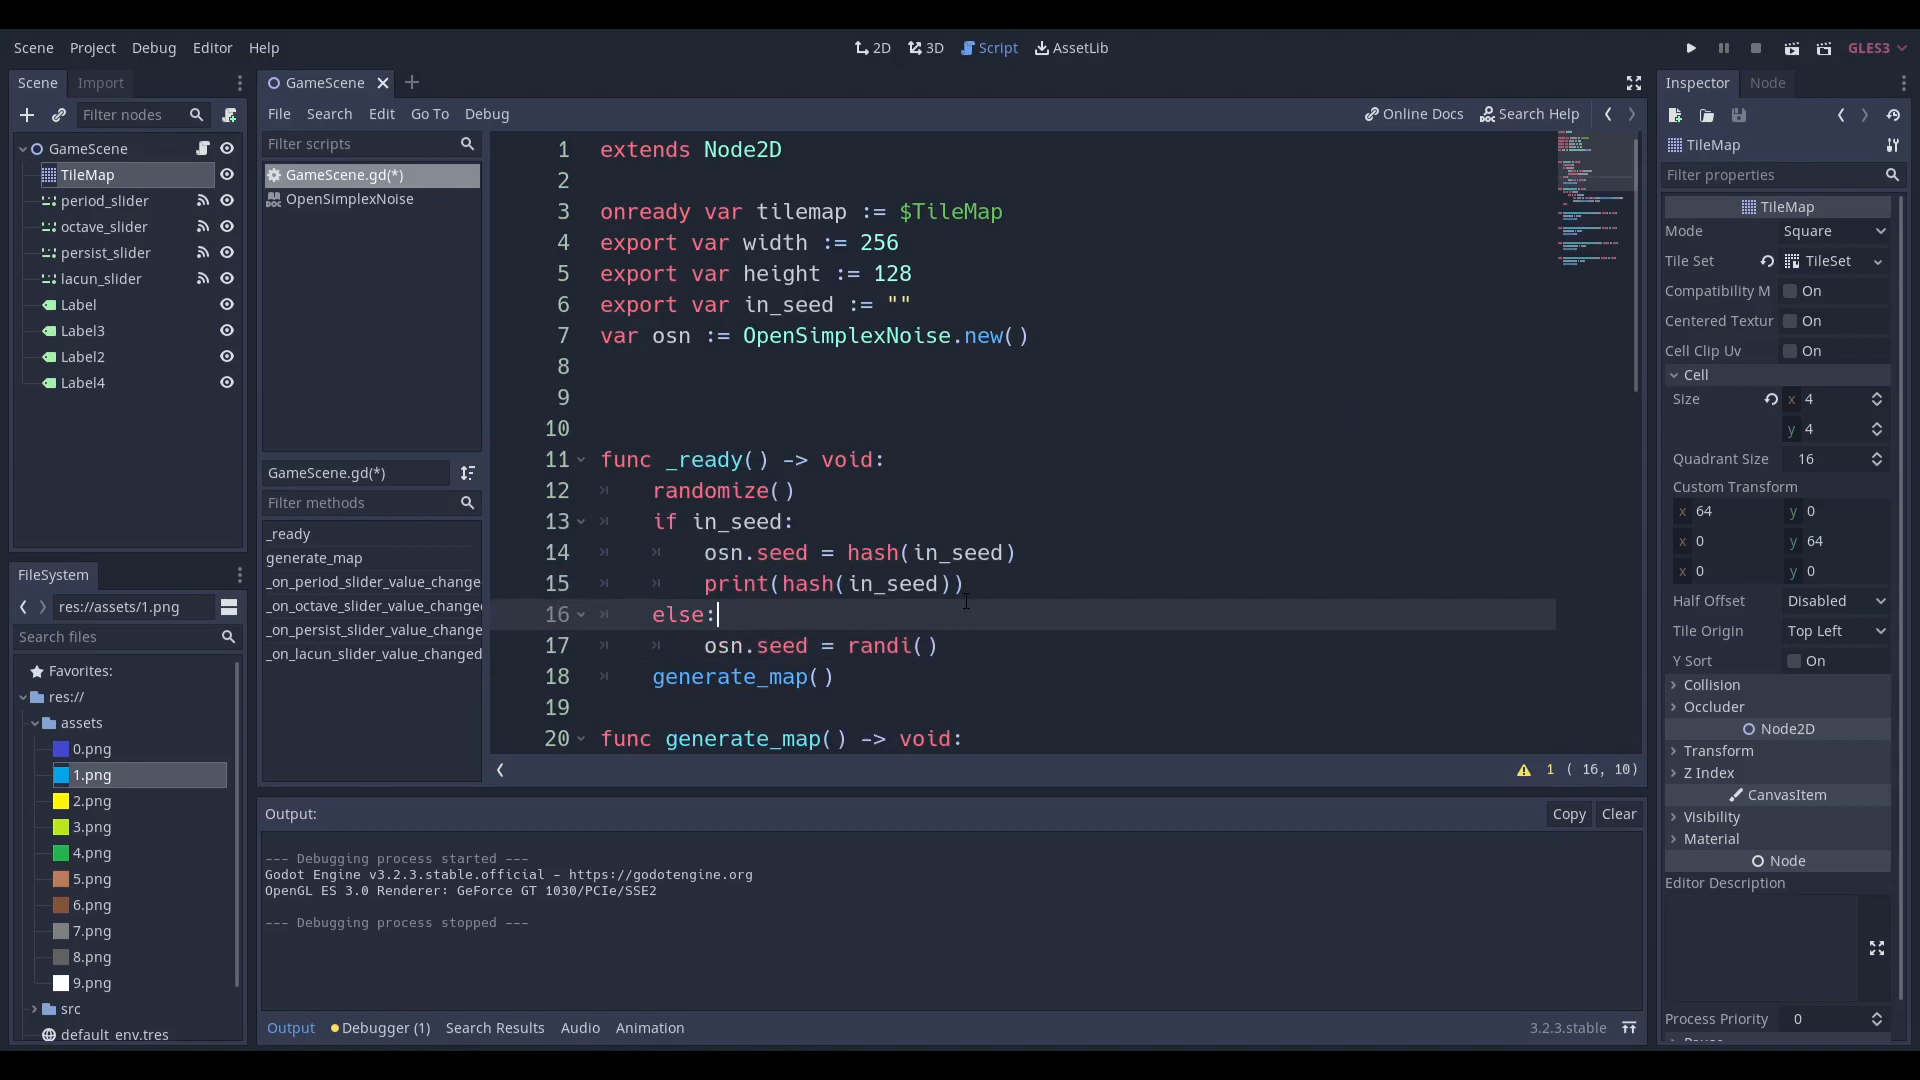 Scene Project Debug Editor Help
2D 3D Script AssetLib
GLES3
Scene Import
Filter nodes
GameScene
TileMap
period_slider
octave_slider
persist_slider
lacun_slider
Label
Label3
Label2
Label4
FileSystem
res://assets/1.png
Search files
Favorites:
res://
assets
0.png
1.png
2.png
3.png
4.png
5.png
6.png
7.png
8.png
9.png
src
default_env.tres
GameScene
File Search Edit Go To Debug
Online Docs Search Help
Filter scripts
GameScene.gd(*)
OpenSimplexNoise
GameScene.gd(*)
Filter methods
_ready
generate_map
_on_period_slider_value_change
_on_octave_slider_value_change
_on_persist_slider_value_change
_on_lacun_slider_value_changed
1 extends Node2D
2
3 onready var tilemap := $TileMap
4 export var width := 256
5 export var height := 128
6 export var in_seed := ""
7 var osn := OpenSimplexNoise.new()
8
9
10
11 func _ready() -> void:
12 randomize()
13 if in_seed:
14 osn.seed = hash(in_seed)
15 print(hash(in_seed))
16 else:
17 osn.seed = randi()
18 generate_map()
19
20 func generate_map() -> void:
1 ( 16, 10)
Output:
Copy Clear
--- Debugging process started ---
Godot Engine v3.2.3.stable.official - https://godotengine.org
OpenGL ES 3.0 Renderer: GeForce GT 1030/PCIe/SSE2
--- Debugging process stopped ---
Output Debugger (1) Search Results Audio Animation
3.2.3.stable
Inspector Node
TileMap
Filter properties
TileMap
Mode Square
Tile Set TileSet
Compatibility M On
Centered Textur On
Cell Clip Uv On
Cell
Size x 4
y 4
Quadrant Size 16
Custom Transform
x 64 y 0
x 0 y 64
x 0 y 0
Half Offset Disabled
Tile Origin Top Left
Y Sort On
Collision
Occluder
Node2D
Transform
Z Index
CanvasItem
Visibility
Material
Node
Editor Description
Process Priority 0